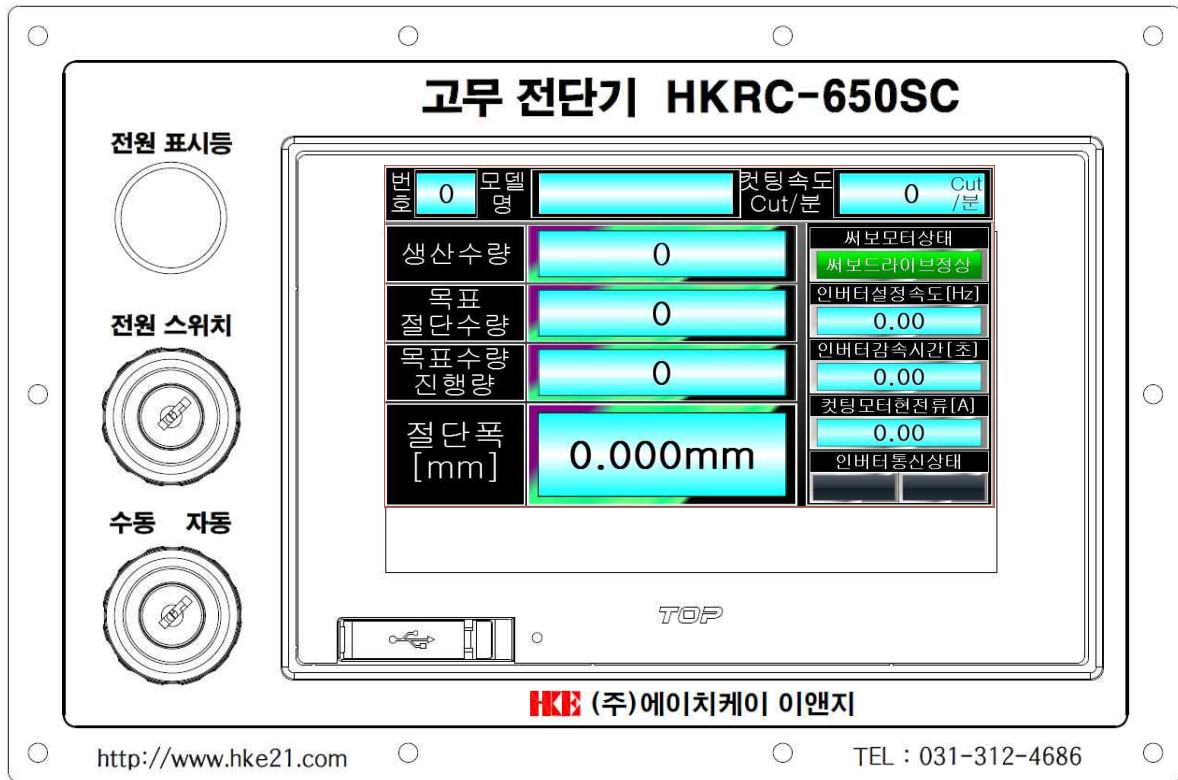 고무 전단기 HKRC-650SC
전원 표시등
번호 0 모델명 컷팅속도 Cut/분 0 Cut/분
생산수량 0
목표 절단수량 0
목표수량 진행량 0
절단폭 [mm] 0.000mm
써보모터상태
써보드라이브정상
인버터설정속도[Hz]
0.00
인버터감속시간[초]
0.00
컷팅모터현전류[A]
0.00
인버터통신상태
전원 스위치
수동 자동
TOP
HKE (주)에이치케이 이앤지
http://www.hke21.com
TEL : 031-312-4686